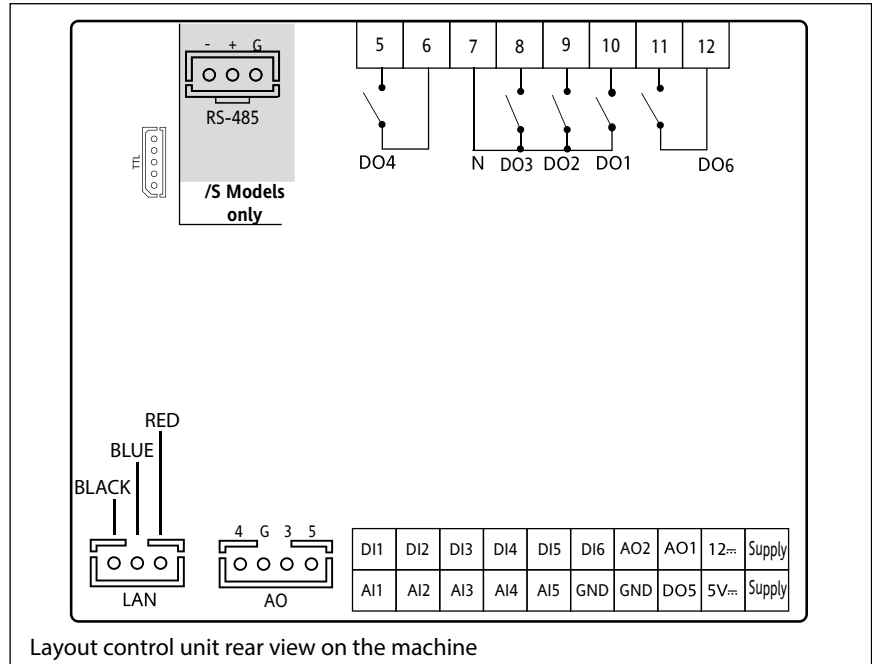 - + G
RS-485
TTL
/S Models
only
5 6 7 8 9 10 11 12
DO4 N DO3 DO2 DO1 DO6
RED
BLUE
BLACK
LAN
4 G 3 5
AO
DI1 DI2 DI3 DI4 DI5 DI6 AO2 AO1 12⎓ Supply
AI1 AI2 AI3 AI4 AI5 GND GND DO5 5V⎓ Supply
Layout control unit rear view on the machine